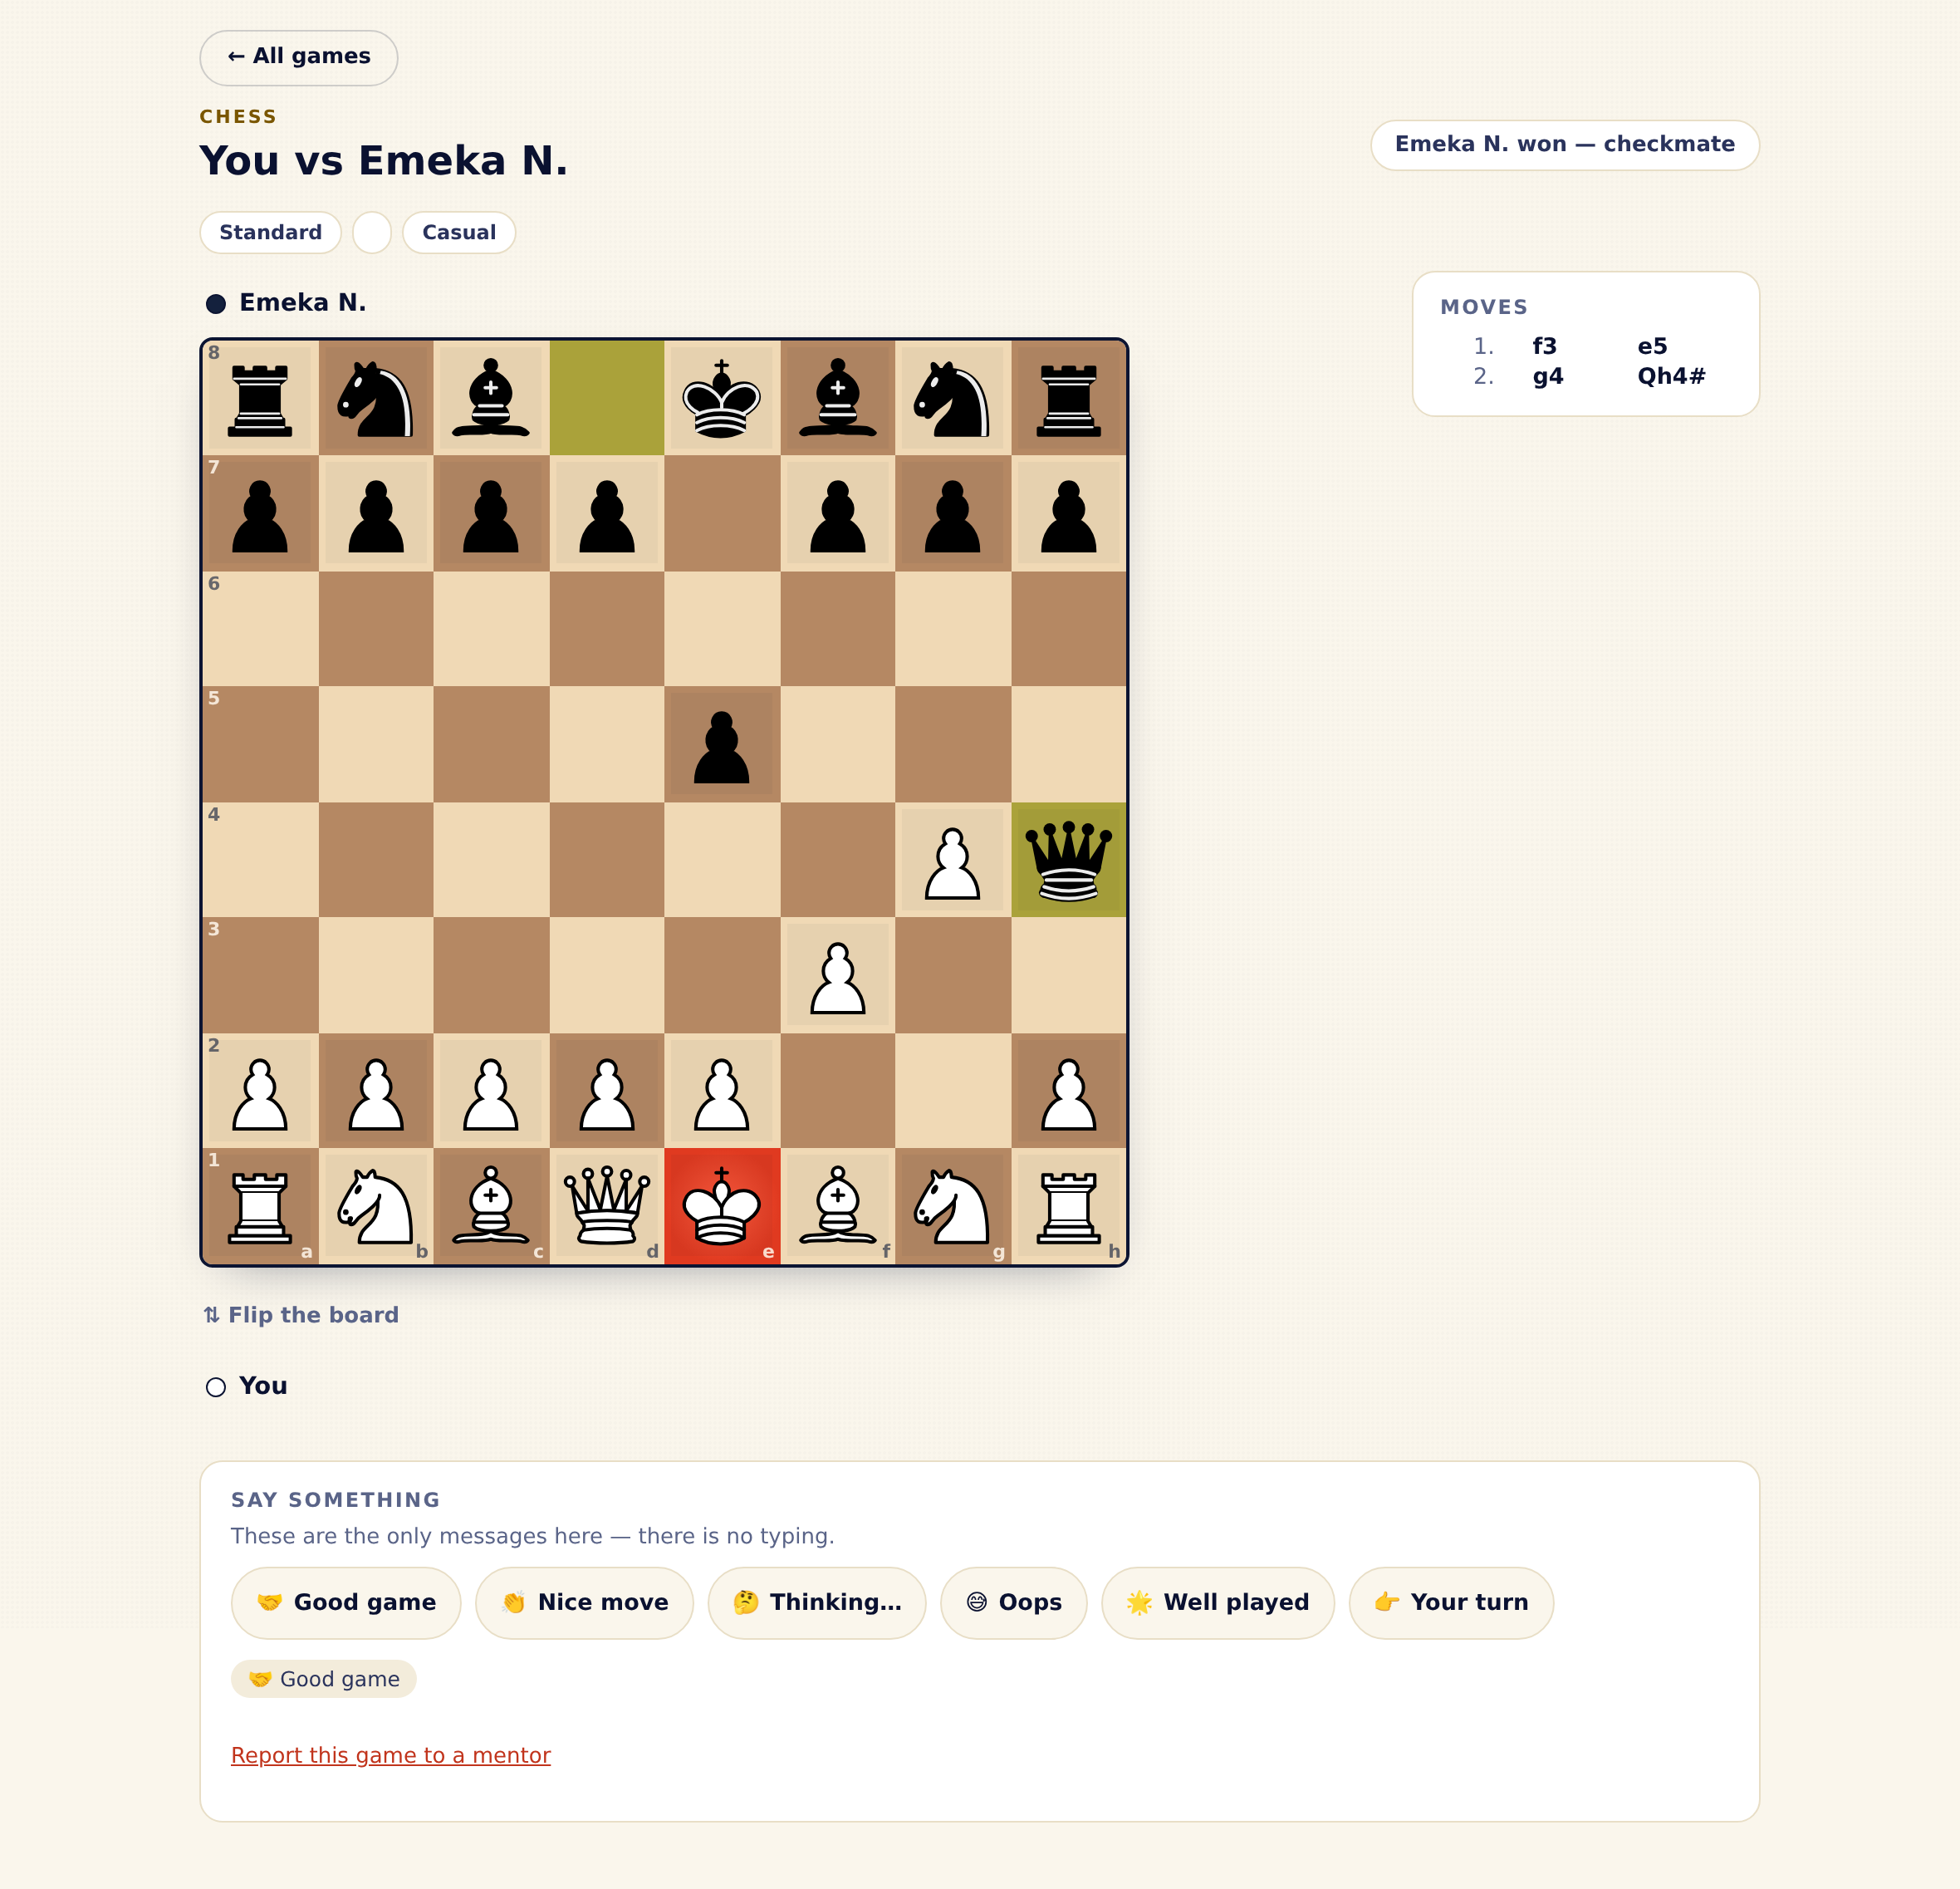 ← All games
CHESS
You vs Emeka N.
Emeka N. won — checkmate
Standard
Casual
Emeka N.
MOVES
1. f3 e5
2. g4 Qh4#
8
7
6
5
4
3
2
1
a b c d e f g h
⇅ Flip the board
You
SAY SOMETHING
These are the only messages here — there is no typing.
🤝 Good game 👏 Nice move 🤔 Thinking… 😅 Oops 🌟 Well played 👉 Your turn
🤝 Good game
Report this game to a mentor